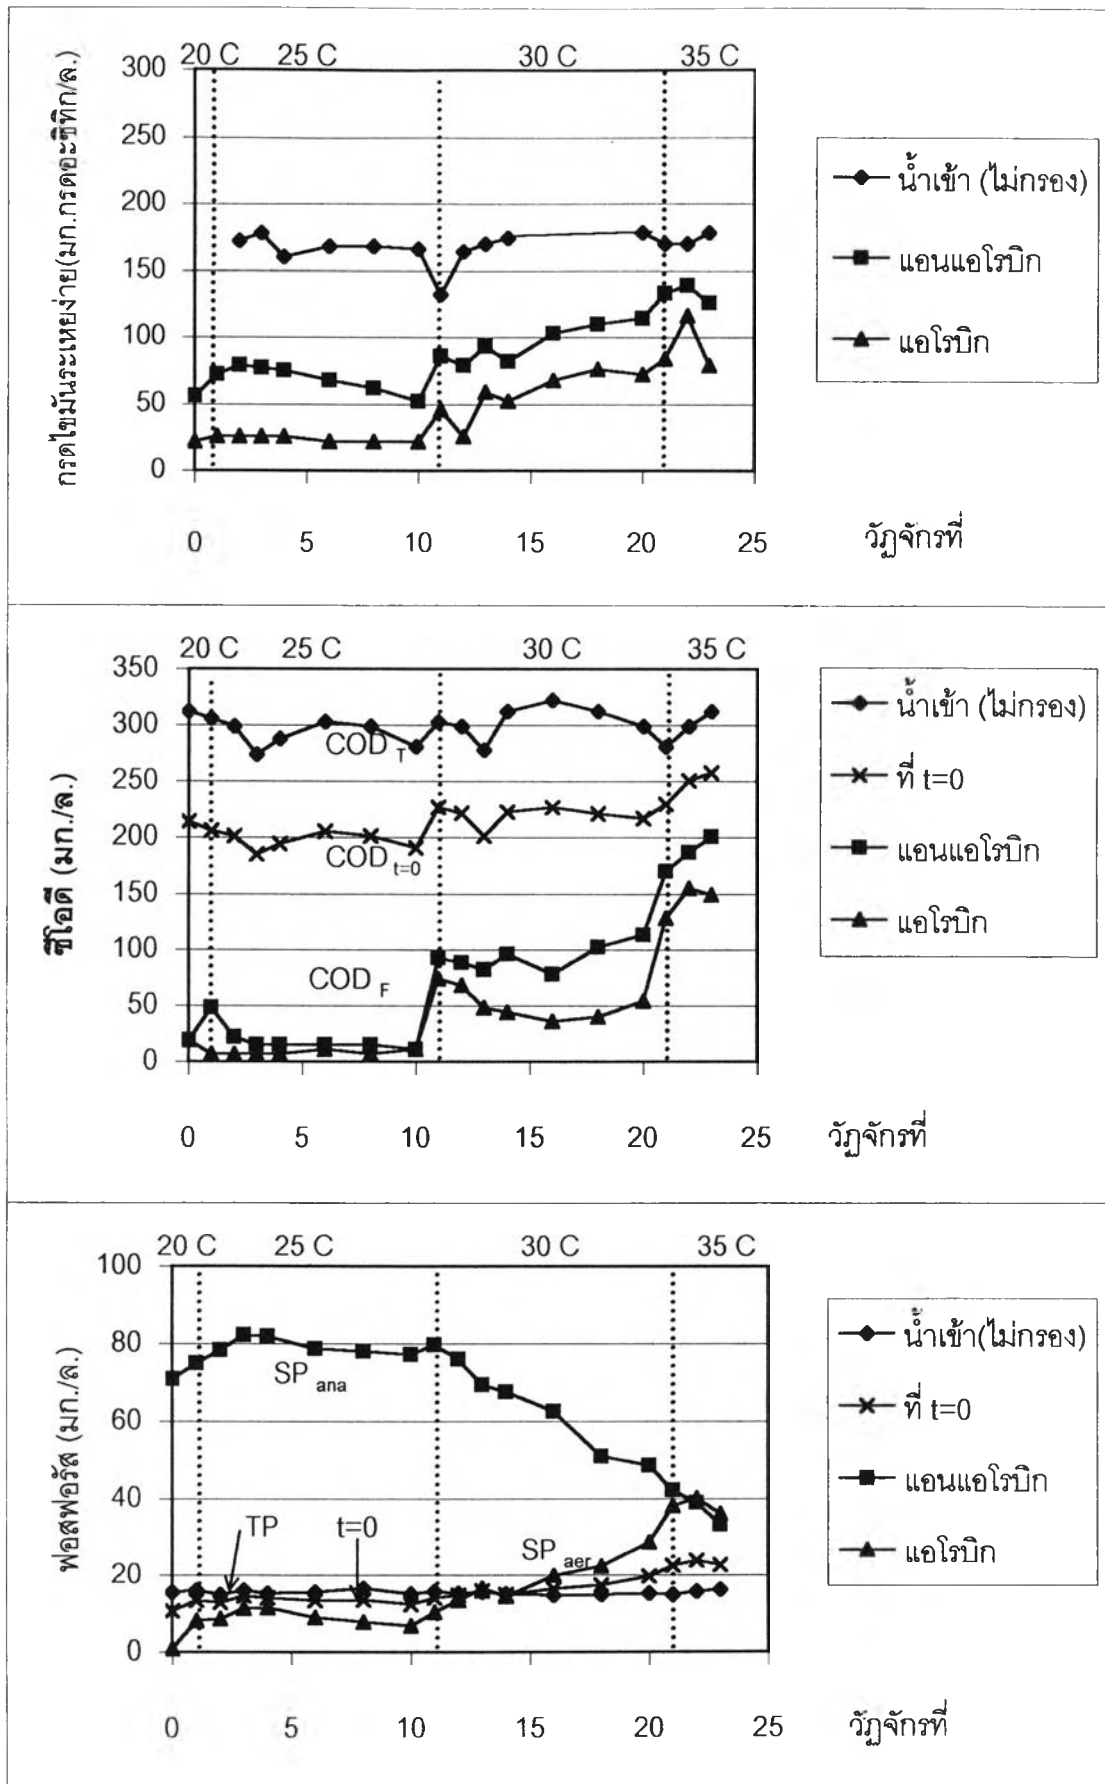 20 C 25 C 30 C 35 C
กรดไขมันระเหยง่าย(มก.กรดอะซิทิก/ล.)
300
250
200
150
100
50
0
0 5 10 15 20 25 วัฏจักรที่
น้ำเข้า (ไม่กรอง)
แอนแอโรบิก
แอโรบิก
20 C 25 C 30 C 35 C
ซีโอดี (มก./ล.)
350
300
250
200
150
100
50
0
COD T
COD t=0
COD F
0 5 10 15 20 25 วัฏจักรที่
น้ำเข้า (ไม่กรอง)
ที่ t=0
แอนแอโรบิก
แอโรบิก
20 C 25 C 30 C 35 C
ฟอสฟอรัส (มก./ล.)
100
80
60
40
20
0
SP ana
TP t=0
SP aer
0 5 10 15 20 25 วัฏจักรที่
น้ำเข้า(ไม่กรอง)
ที่ t=0
แอนแอโรบิก
แอโรบิก